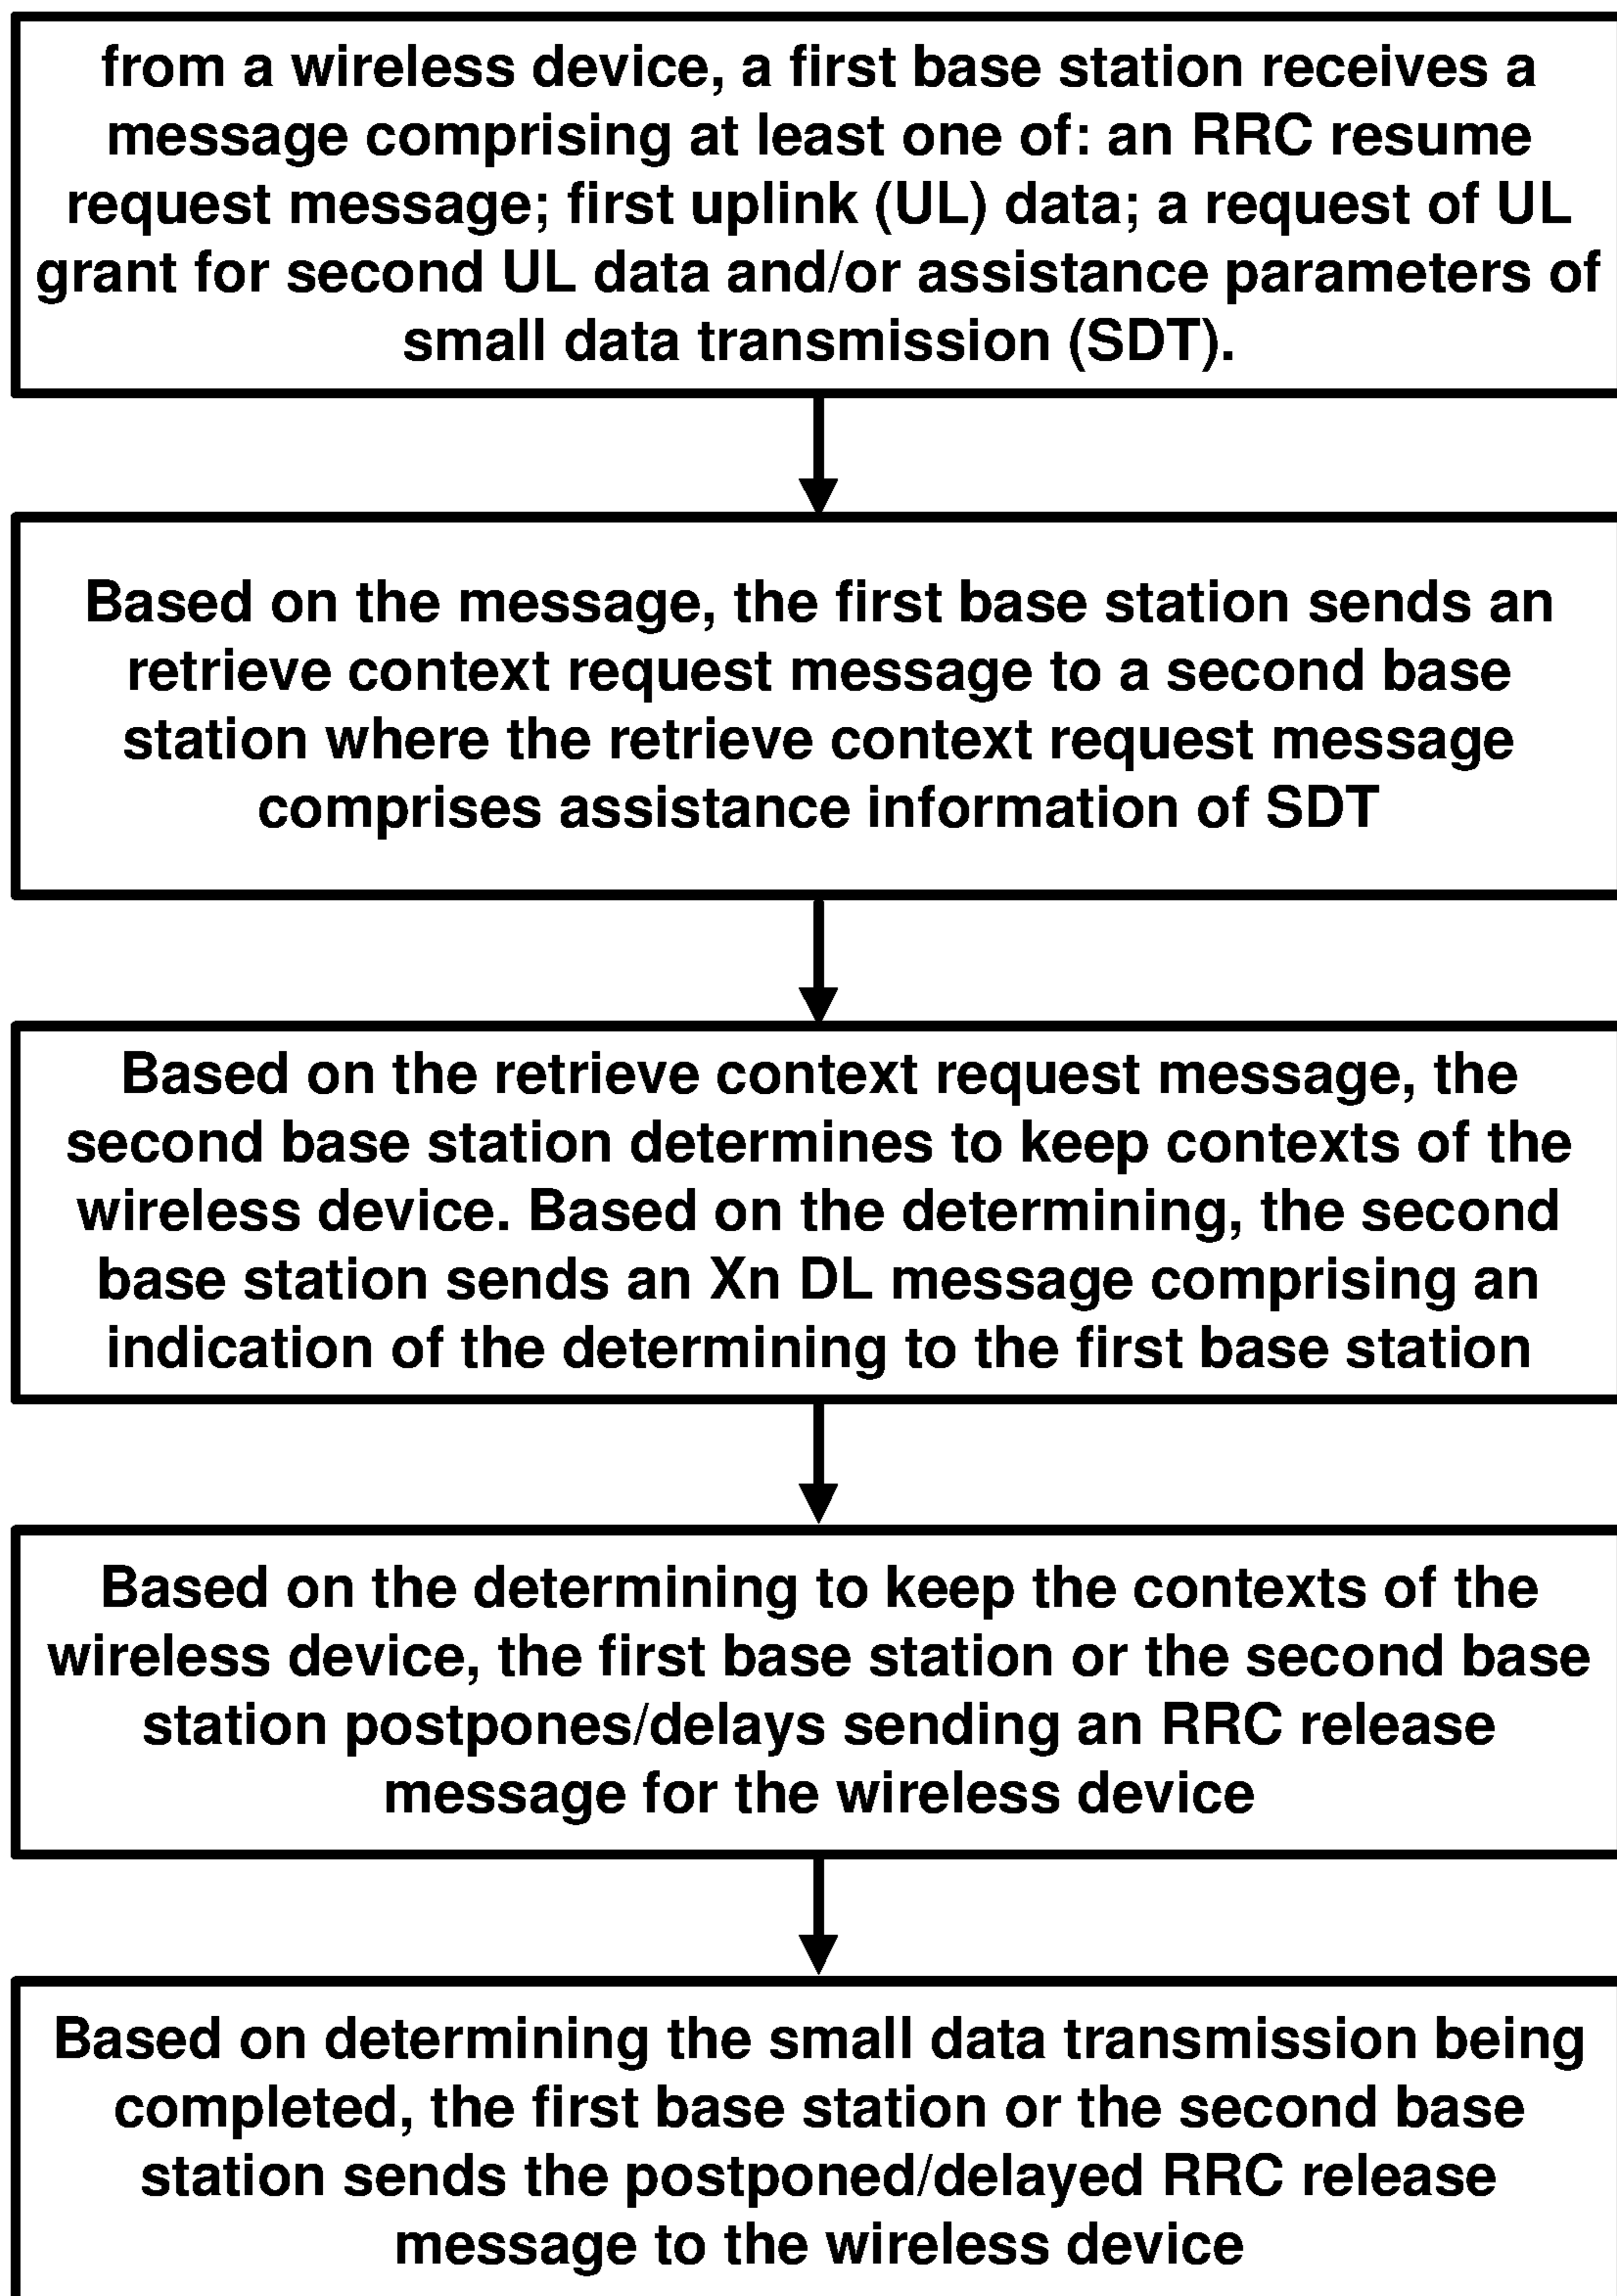 from a wireless device, a first base station receives a
message comprising at least one of: an RRC resume
request message; first uplink (UL) data; a request of UL
grant for second UL data and/or assistance parameters of
small data transmission (SDT).
Based on the message, the first base station sends an
retrieve context request message to a second base
station where the retrieve context request message
comprises assistance information of SDT
Based on the retrieve context request message, the
second base station determines to keep contexts of the
wireless device. Based on the determining, the second
base station sends an Xn DL message comprising an
indication of the determining to the first base station
Based on the determining to keep the contexts of the
wireless device, the first base station or the second base
station postpones/delays sending an RRC release
message for the wireless device
Based on determining the small data transmission being
completed, the first base station or the second base
station sends the postponed/delayed RRC release
message to the wireless device